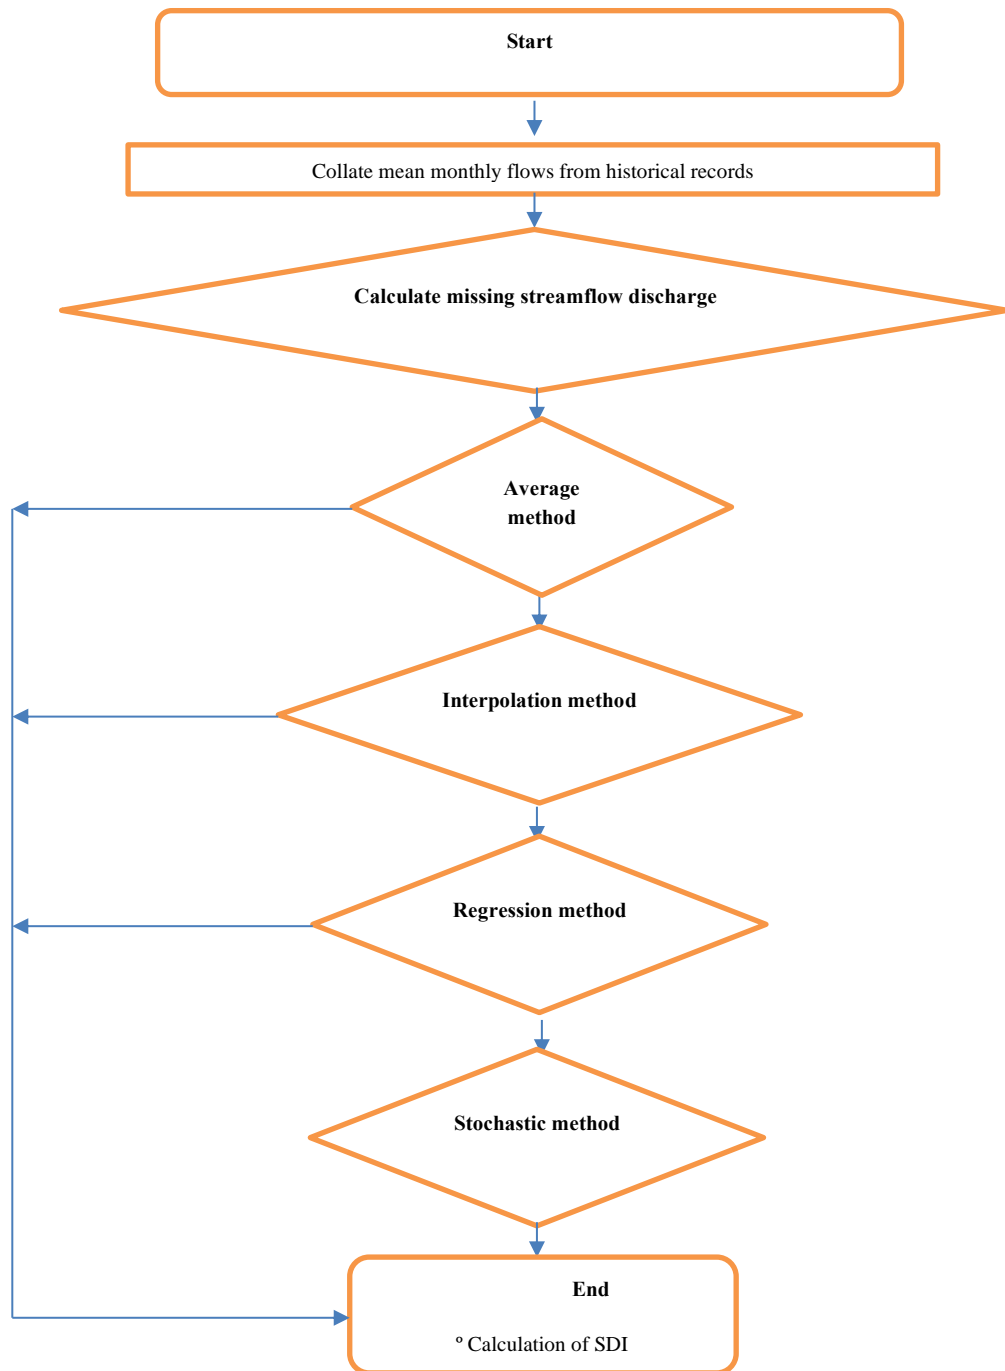 Start
Collate mean monthly flows from historical records
Calculate missing streamflow discharge
Average
method
Interpolation method
Regression method
Stochastic method
End
º Calculation of SDI